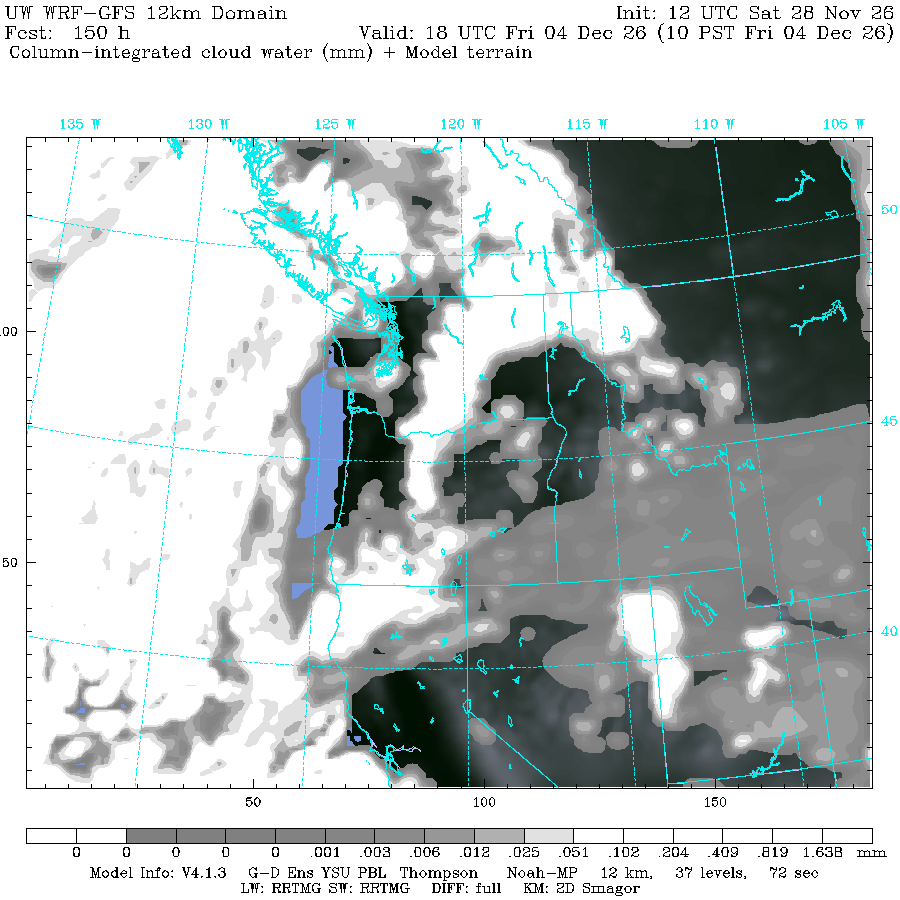 UW WRF-GFS 12km Domain Init: 12 UTC Sat 28 Nov 26
Fcst: 150 h Valid: 18 UTC Fri 04 Dec 26 (10 PST Fri 04 Dec 26)
Column-integrated cloud water (mm) + Model terrain
135 W 130 W 125 W 120 W 115 W 110 W 105 W
50
00
45
50
40
50 100 150
0 0 0 0 .001 .003 .006 .012 .025 .051 .102 .204 .409 .819 1.638 mm
Model Info: V4.1.3 G-D Ens YSU PBL Thompson Noah-MP 12 km, 37 levels, 72 sec
LW: RRTMG SW: RRTMG DIFF: full KM: 2D Smagor